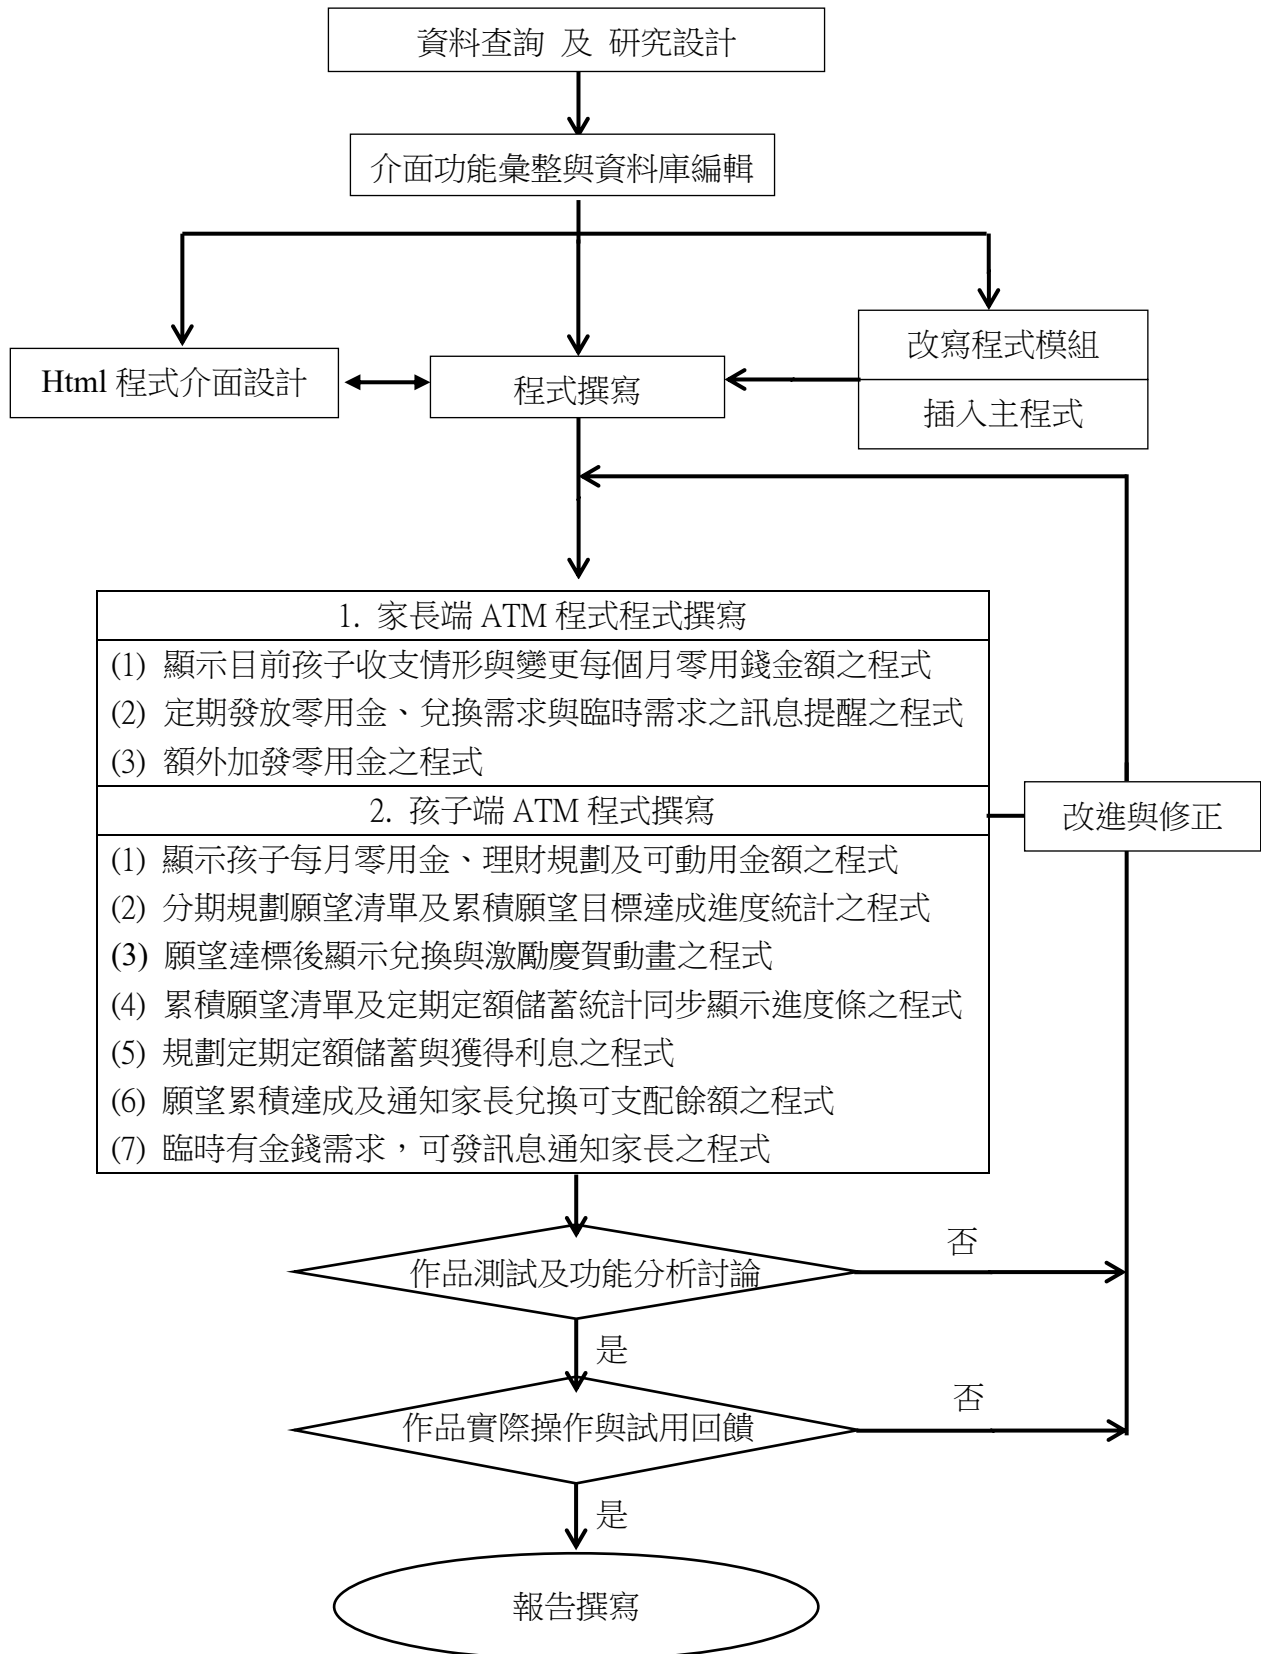 資料查詢 及 研究設計
介面功能彙整與資料庫編輯
Html 程式介面設計
程式撰寫
改寫程式模組
插入主程式
1. 家長端 ATM 程式程式撰寫
(1) 顯示目前孩子收支情形與變更每個月零用錢金額之程式
(2) 定期發放零用金、兌換需求與臨時需求之訊息提醒之程式
(3) 額外加發零用金之程式
2. 孩子端 ATM 程式撰寫
改進與修正
(1) 顯示孩子每月零用金、理財規劃及可動用金額之程式
(2) 分期規劃願望清單及累積願望目標達成進度統計之程式
(3) 願望達標後顯示兌換與激勵慶賀動畫之程式
(4) 累積願望清單及定期定額儲蓄統計同步顯示進度條之程式
(5) 規劃定期定額儲蓄與獲得利息之程式
(6) 願望累積達成及通知家長兌換可支配餘額之程式
(7) 臨時有金錢需求，可發訊息通知家長之程式
作品測試及功能分析討論
否
是
作品實際操作與試用回饋
否
是
報告撰寫